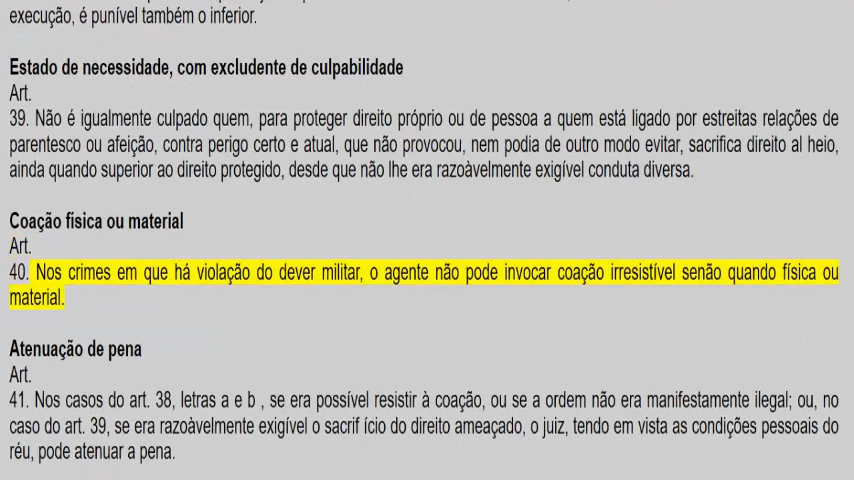 execução, é punível também o inferior.
Estado de necessidade, com excludente de culpabilidade
Art.
39. Não é igualmente culpado quem, para proteger direito próprio ou de pessoa a quem está ligado por estreitas relações de
parentesco ou afeição, contra perigo certo e atual, que não provocou, nem podia de outro modo evitar, sacrifica direito al heio,
ainda quando superior ao direito protegido, desde que não lhe era razoàvelmente exigível conduta diversa.
Coação física ou material
Art.
40. Nos crimes em que há violação do dever militar, o agente não pode invocar coação irresistível senão quando física ou
material.
Atenuação de pena
Art.
41. Nos casos do art. 38, letras a e b , se era possível resistir à coação, ou se a ordem não era manifestamente ilegal; ou, no
caso do art. 39, se era razoàvelmente exigível o sacrif ício do direito ameaçado, o juiz, tendo em vista as condições pessoais do
réu, pode atenuar a pena.